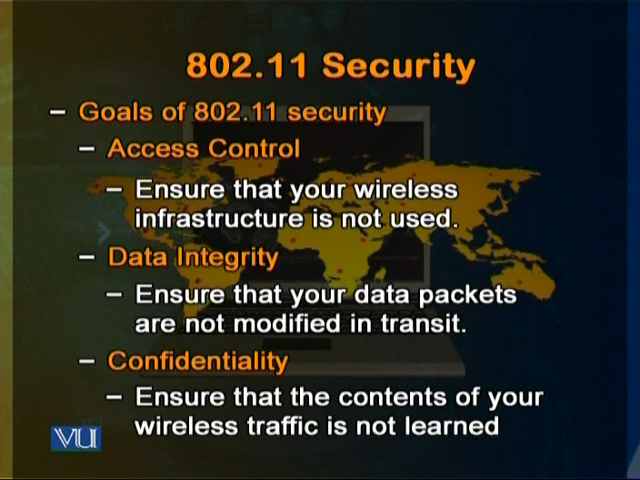 802.11 Security
– Goals of 802.11 security
– Access Control
– Ensure that your wireless
infrastructure is not used.
– Data Integrity
– Ensure that your data packets
are not modified in transit.
– Confidentiality
– Ensure that the contents of your
wireless traffic is not learned
VU